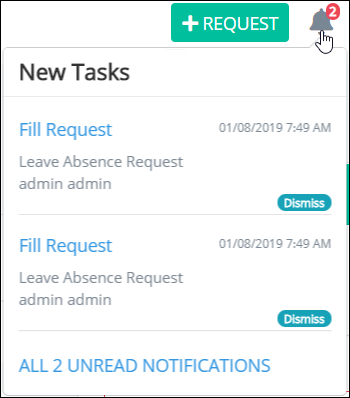 + REQUEST
2
New Tasks
Fill Request 01/08/2019 7:49 AM
Leave Absence Request
admin admin
Dismiss
Fill Request 01/08/2019 7:49 AM
Leave Absence Request
admin admin
Dismiss
ALL 2 UNREAD NOTIFICATIONS